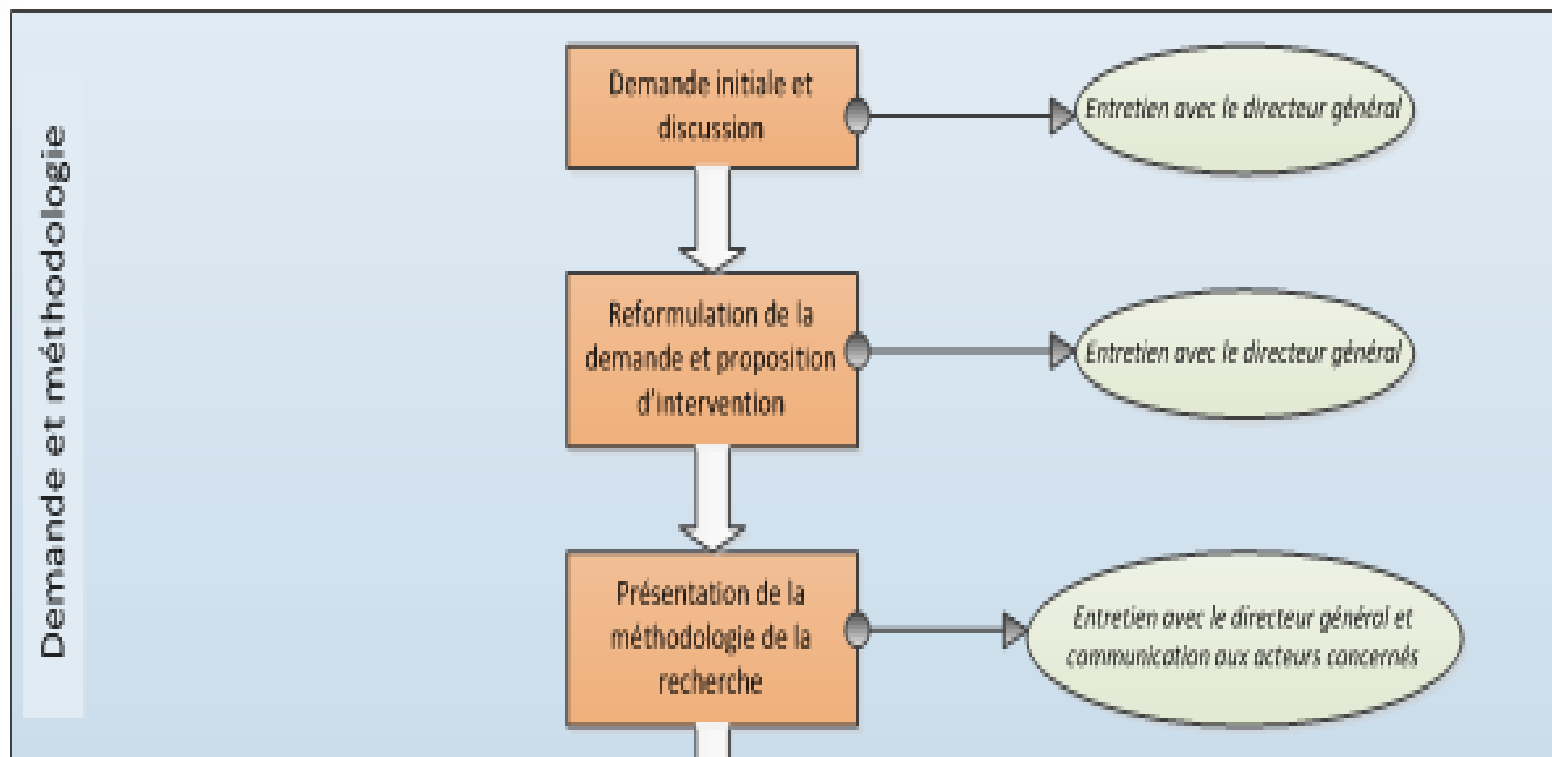 Demande et méthodologie
Demande initiale et
discussion
Entretien avec le directeur général
Reformulation de la
demande et proposition
d'intervention
Entretien avec le directeur général
Présentation de la
méthodologie de la
recherche
Entretien avec le directeur général et
communication aux acteurs concernés